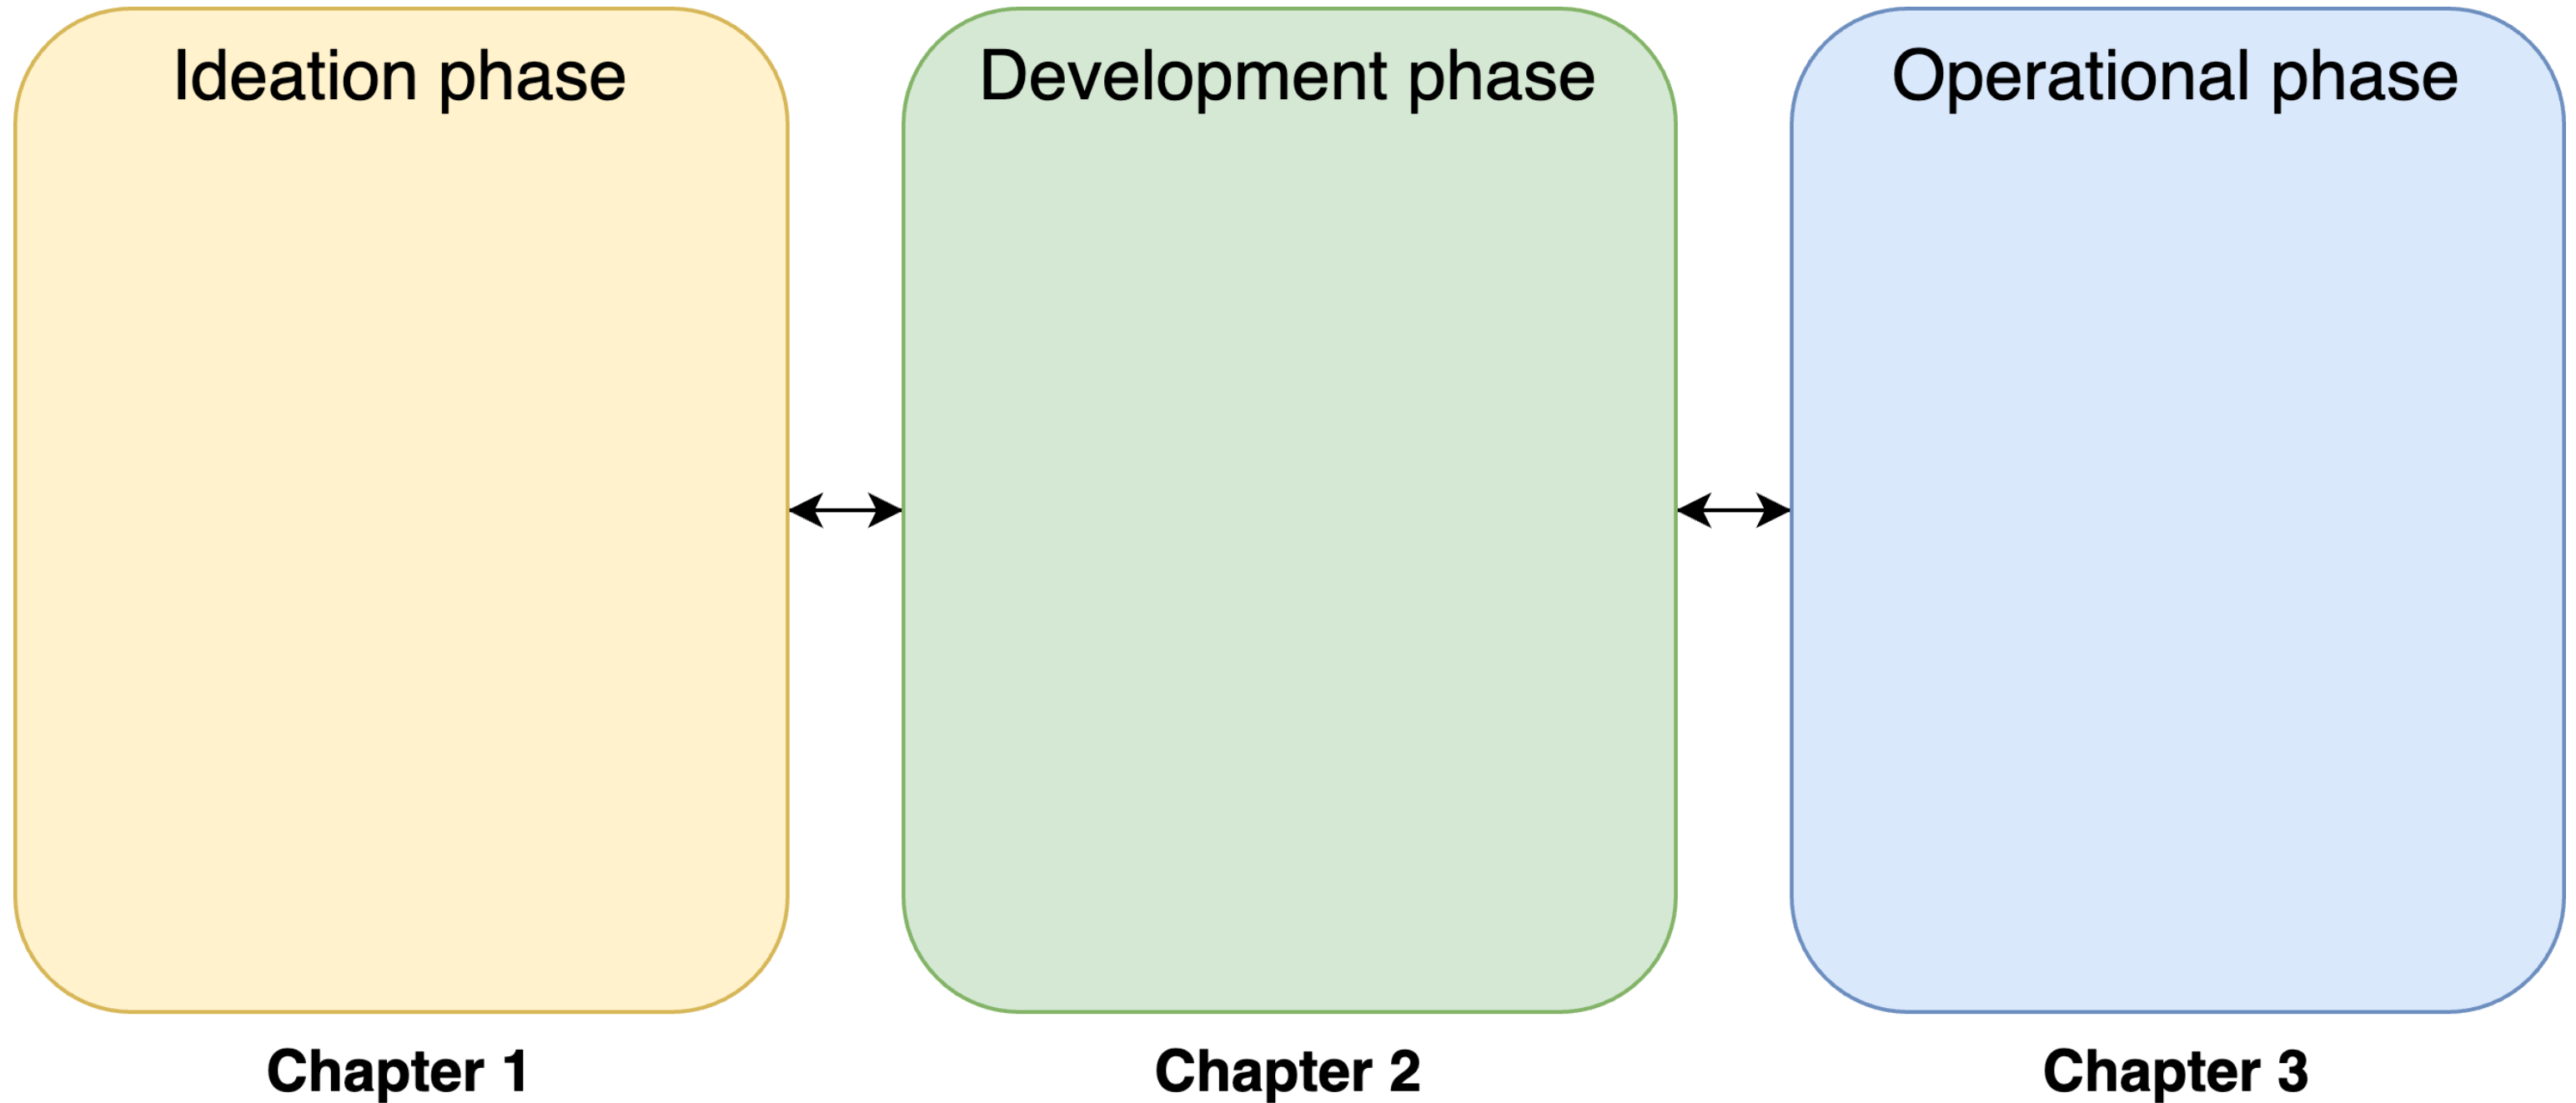 Ideation phase
Development phase
Operational phase
Chapter 1
Chapter 2
Chapter 3